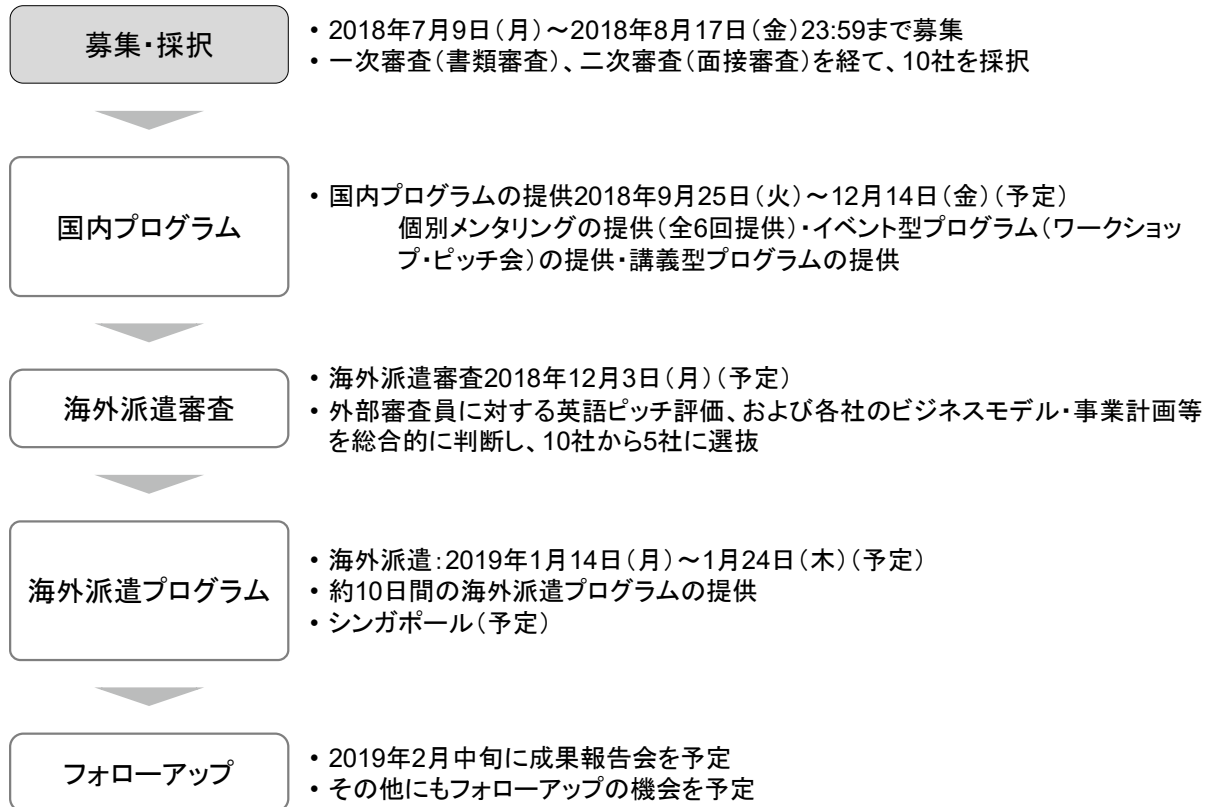 募集・採択
• 2018年7月9日(月)～2018年8月17日(金)23:59まで募集
• 一次審査(書類審査)、二次審査(面接審査)を経て、10社を採択
国内プログラム
• 国内プログラムの提供2018年9月25日(火)～12月14日(金)(予定)
個別メンタリングの提供(全6回提供)・イベント型プログラム(ワークショッ
プ・ピッチ会)の提供・講義型プログラムの提供
海外派遣審査
• 海外派遣審査2018年12月3日(月)(予定)
• 外部審査員に対する英語ピッチ評価、および各社のビジネスモデル・事業計画等
を総合的に判断し、10社から5社に選抜
海外派遣プログラム
• 海外派遣:2019年1月14日(月)～1月24日(木)(予定)
• 約10日間の海外派遣プログラムの提供
• シンガポール(予定)
フォローアップ
• 2019年2月中旬に成果報告会を予定
• その他にもフォローアップの機会を予定